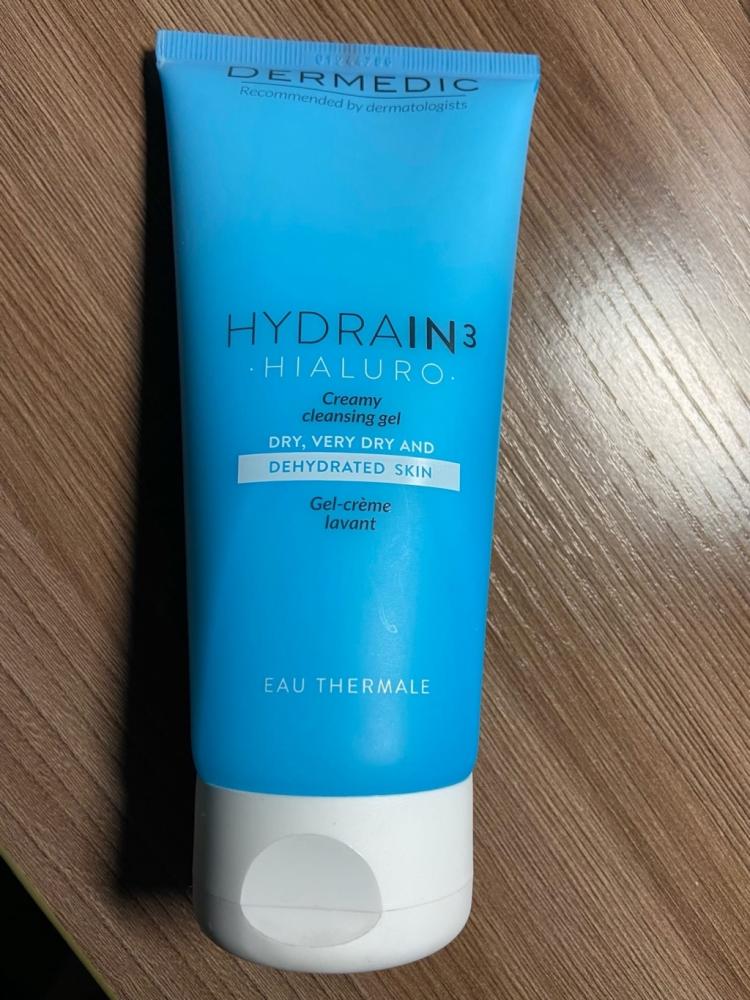 DERMEDIC
Recommended by dermatologists
HYDRAIN3
·HIALURO·
Creamy
cleansing gel
DRY, VERY DRY AND
DEHYDRATED SKIN
Gel-crème
lavant
EAU THERMALE